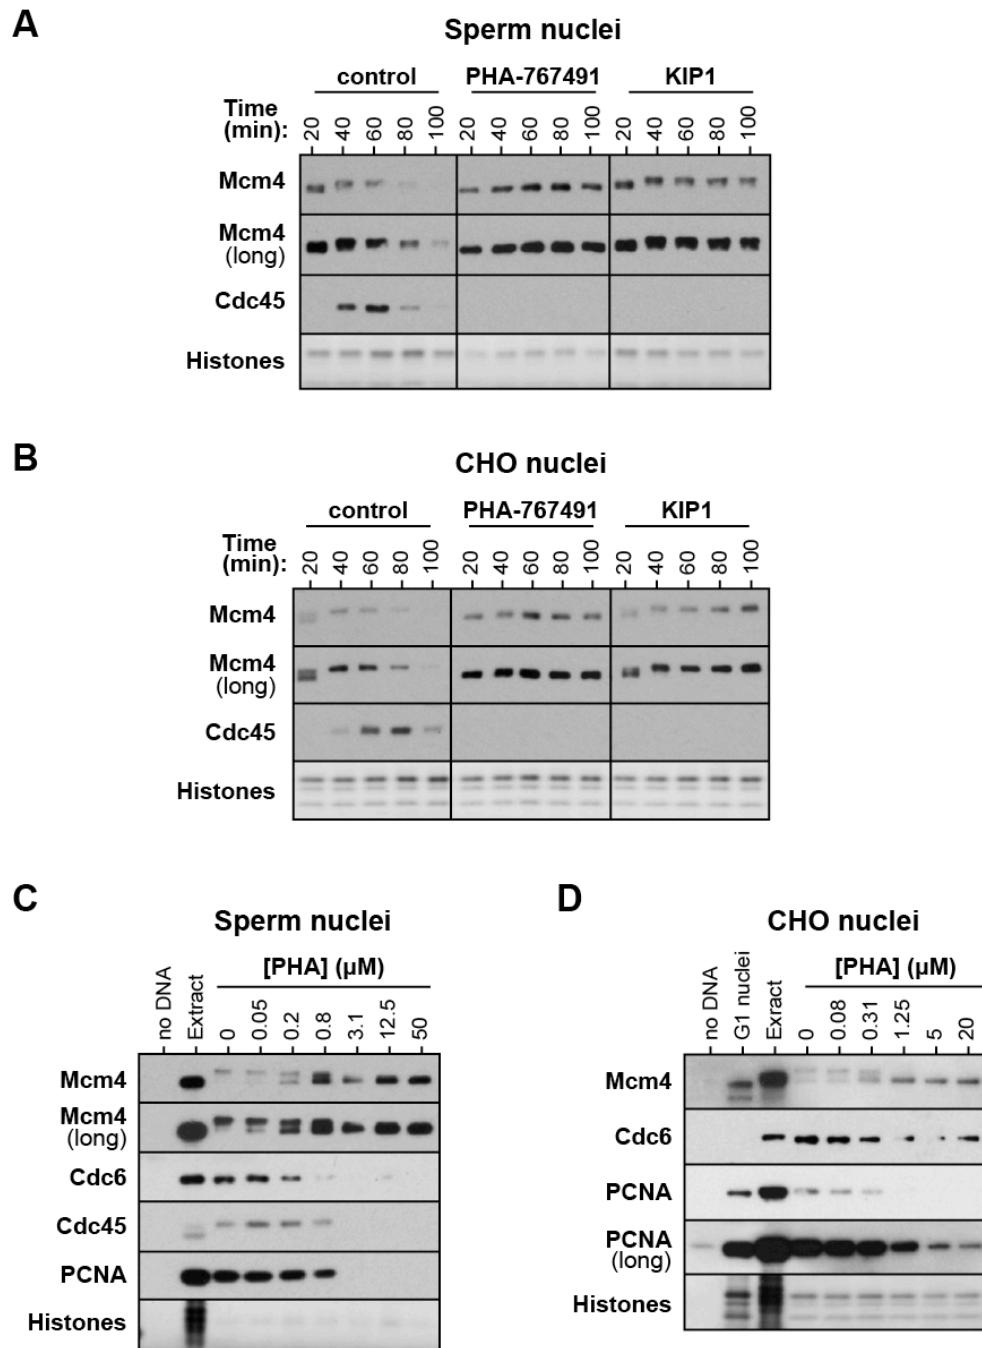 A
Sperm nuclei
control PHA-767491 KIP1
Time
(min):
20 40 60 80 100 20 40 60 80 100 20 40 60 80 100
Mcm4
Mcm4
(long)
Cdc45
Histones
B
CHO nuclei
control PHA-767491 KIP1
Time
(min):
20 40 60 80 100 20 40 60 80 100 20 40 60 80 100
Mcm4
Mcm4
(long)
Cdc45
Histones
C
Sperm nuclei
[PHA] (µM)
no DNA Extract 0 0.05 0.2 0.8 3.1 12.5 50
Mcm4
Mcm4
(long)
Cdc6
Cdc45
PCNA
Histones
D
CHO nuclei
[PHA] (µM)
no DNA G1 nuclei Exract 0 0.08 0.31 1.25 5 20
Mcm4
Cdc6
PCNA
PCNA
(long)
Histones